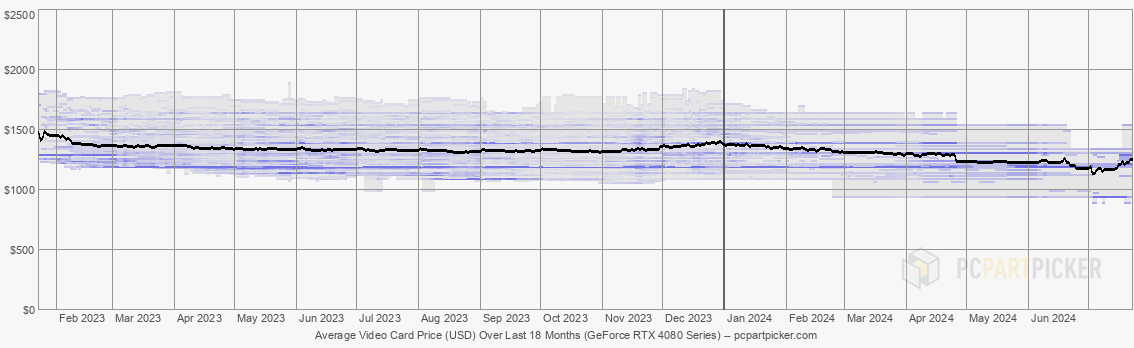 $2500
$2000
$1500
$1000
$500
$0
PCPARTPICKER
Feb 2023 Mar 2023 Apr 2023 May 2023 Jun 2023 Jul 2023 Aug 2023 Sep 2023 Oct 2023 Nov 2023 Dec 2023 Jan 2024 Feb 2024 Mar 2024 Apr 2024 May 2024 Jun 2024
Average Video Card Price (USD) Over Last 18 Months (GeForce RTX 4080 Series) -- pcpartpicker.com